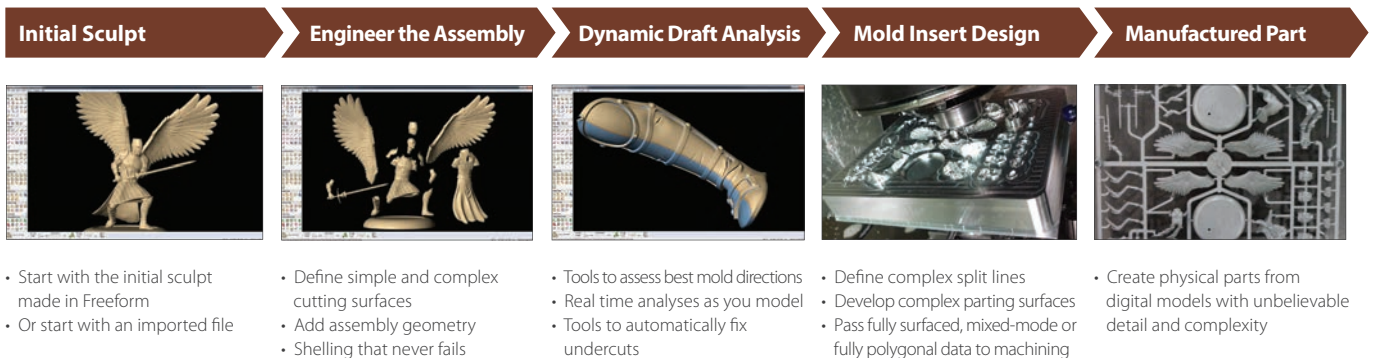 Initial Sculpt
Engineer the Assembly
Dynamic Draft Analysis
Mold Insert Design
Manufactured Part
• Start with the initial sculpt
made in Freeform
• Or start with an imported file
• Define simple and complex
cutting surfaces
• Add assembly geometry
• Shelling that never fails
• Tools to assess best mold directions
• Real time analyses as you model
• Tools to automatically fix
undercuts
• Define complex split lines
• Develop complex parting surfaces
• Pass fully surfaced, mixed-mode or
fully polygonal data to machining
• Create physical parts from
digital models with unbelievable
detail and complexity